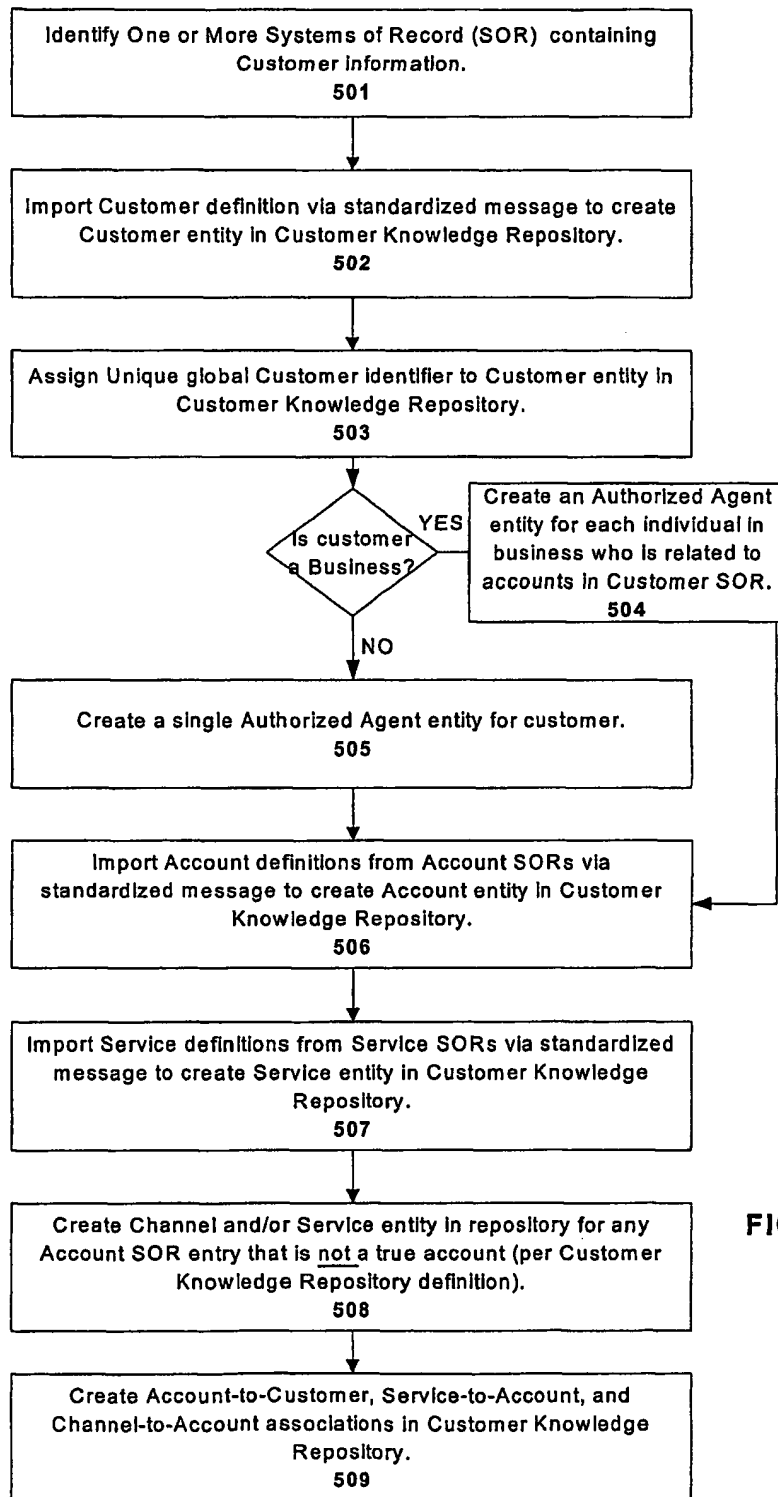 Identify One or More Systems of Record (SOR) containing
Customer information.
501
Import Customer definition via standardized message to create
Customer entity in Customer Knowledge Repository.
502
Assign Unique global Customer identifier to Customer entity in
Customer Knowledge Repository.
503
Is customer
a Business?
YES
Create an Authorized Agent
entity for each individual in
business who is related to
accounts in Customer SOR.
504
NO
Create a single Authorized Agent entity for customer.
505
Import Account definitions from Account SORs via
standardized message to create Account entity in Customer
Knowledge Repository.
506
Import Service definitions from Service SORs via standardized
message to create Service entity in Customer Knowledge
Repository.
507
Create Channel and/or Service entity in repository for any
Account SOR entry that is not a true account (per Customer
Knowledge Repository definition).
508
FI
Create Account-to-Customer, Service-to-Account, and
Channel-to-Account associations in Customer Knowledge
Repository.
509